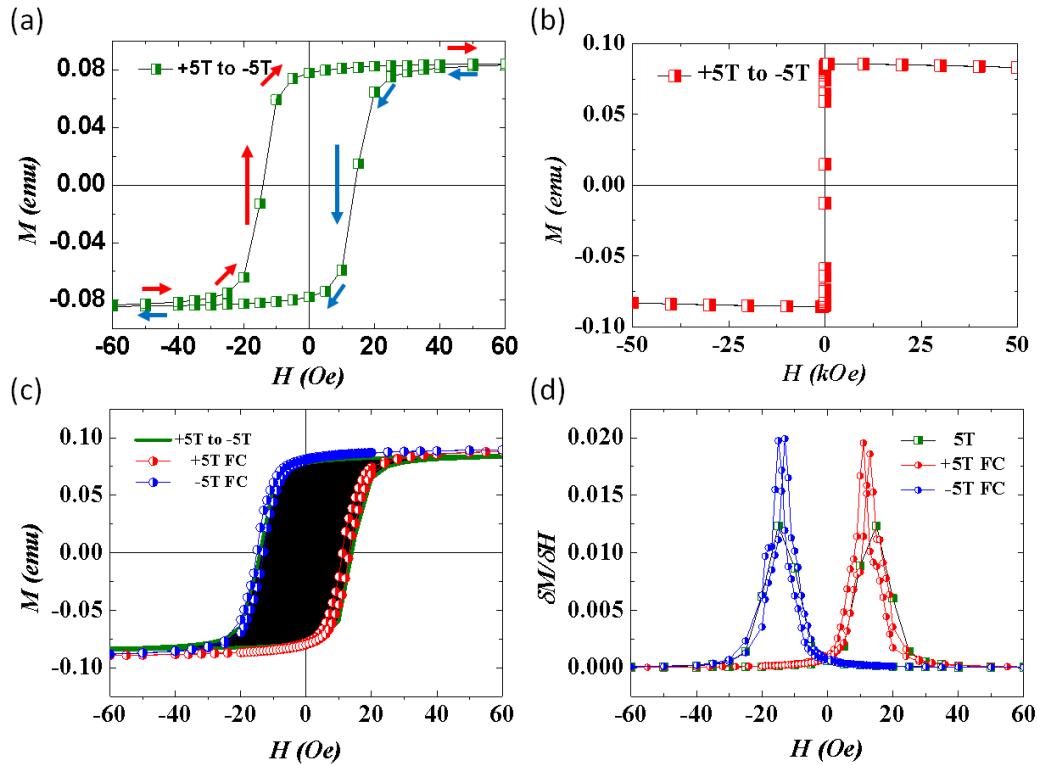 (a)
+5T to -5T
0.08
0.04
0.00
-0.04
-0.08
M (emu)
-60 -40 -20 0 20 40 60
H (Oe)
(b)
+5T to -5T
0.10
0.05
0.00
-0.05
-0.10
M (emu)
-50 -25 0 25 50
H (kOe)
(c)
+5T to -5T
+5T FC
-5T FC
0.10
0.05
0.00
-0.05
-0.10
M (emu)
-60 -40 -20 0 20 40 60
H (Oe)
(d)
5T
+5T FC
-5T FC
0.020
0.015
0.010
0.005
0.000
δM/δH
-60 -40 -20 0 20 40 60
H (Oe)